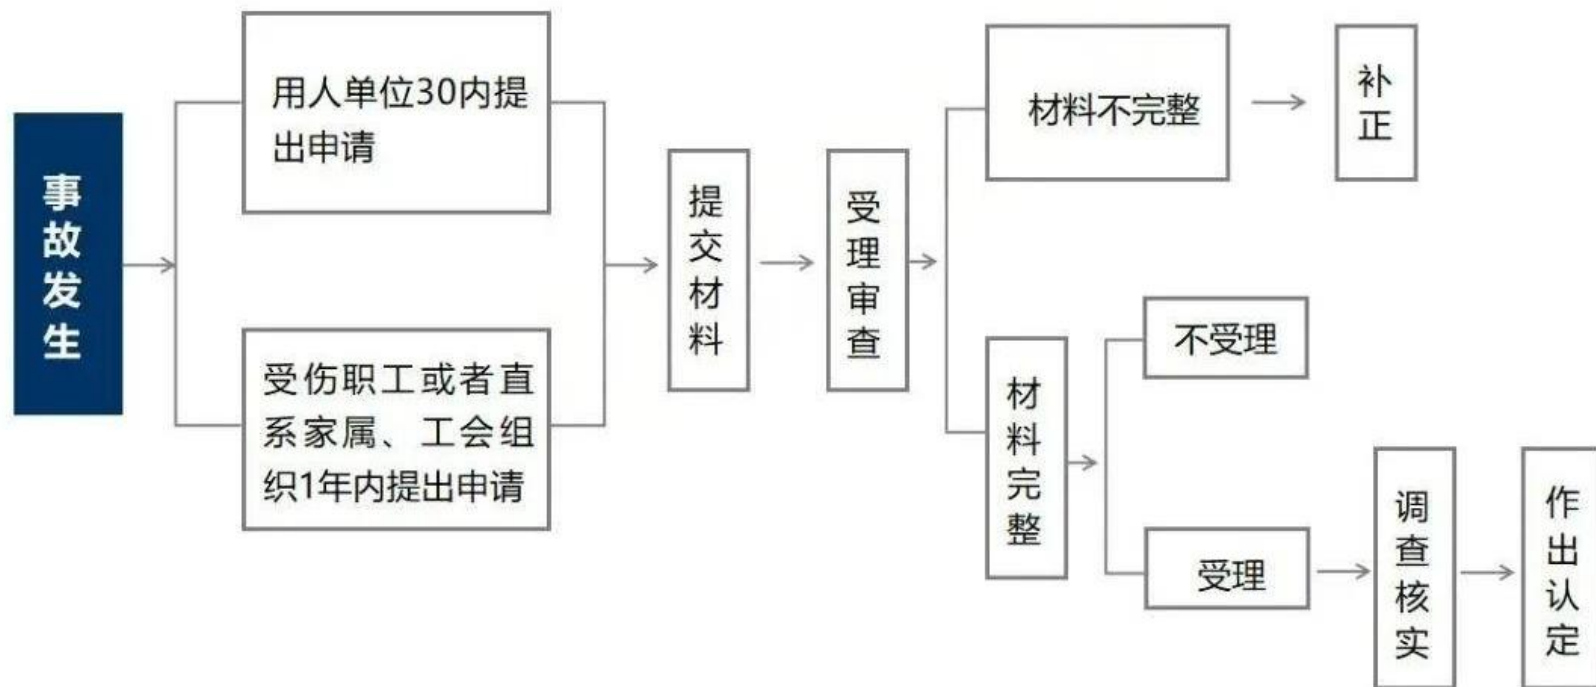 事故发生
用人单位30内提
出申请
受伤职工或者直
系家属、工会组
织1年内提出申请
提交材料
受理审查
材料不完整
补正
材料完整
不受理
受理
调查核实
作出认定